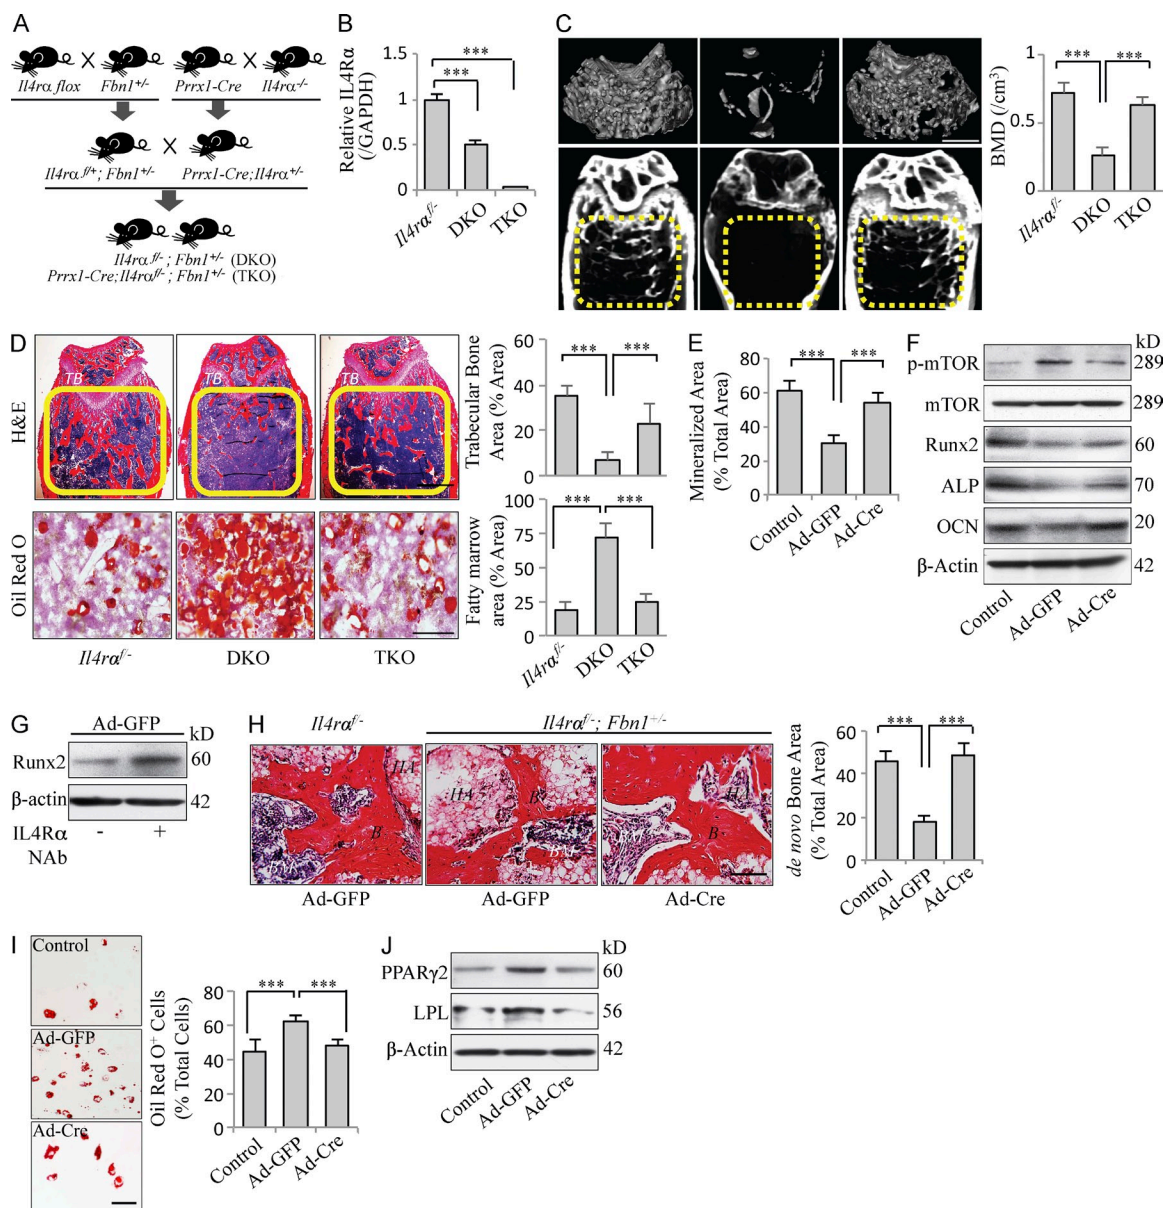 A
Il4rα flox
Fbn1+/-
Prrx1-Cre
Il4rα-/-
Il4rα f/+; Fbn1+/-
Prrx1-Cre;Il4rα+/-
Il4rα f/-; Fbn1+/- (DKO)
Prrx1-Cre;Il4rα f/-; Fbn1+/- (TKO)
B
Relative IL4Rα
(/GAPDH)
***
***
1.5
1
0.5
0
Il4rα f/-
DKO
TKO
C
BMD (/cm3)
***
***
1
0.5
0
Il4rα f/-
DKO
TKO
D
H&E
TB
TB
TB
Oil Red O
Il4rα f/-
DKO
TKO
Trabecular Bone
Area (% Area)
***
***
60
40
20
0
Fatty marrow
area (% Area)
***
***
100
75
50
25
0
Il4rα f/-
DKO
TKO
E
Mineralized Area
(% Total Area)
***
***
80
60
40
20
0
Control
Ad-GFP
Ad-Cre
F
kD
p-mTOR 289
mTOR 289
Runx2 60
ALP 70
OCN 20
β-Actin 42
Control
Ad-GFP
Ad-Cre
G
Ad-GFP
kD
Runx2 60
β-actin 42
IL4Rα - +
NAb
H
Il4rα f/-
Il4rα f/-; Fbn1+/-
HA
B
BM
HA
B
BM
HA
B
BM
Ad-GFP
Ad-GFP
Ad-Cre
de novo Bone Area
(% Total Area)
***
***
60
40
20
0
Control
Ad-GFP
Ad-Cre
I
Control
Ad-GFP
Ad-Cre
Oil Red O+ Cells
(% Total Cells)
***
***
80
60
40
20
0
Control
Ad-GFP
Ad-Cre
J
kD
PPARγ2 60
LPL 56
β-Actin 42
Control
Ad-GFP
Ad-Cre